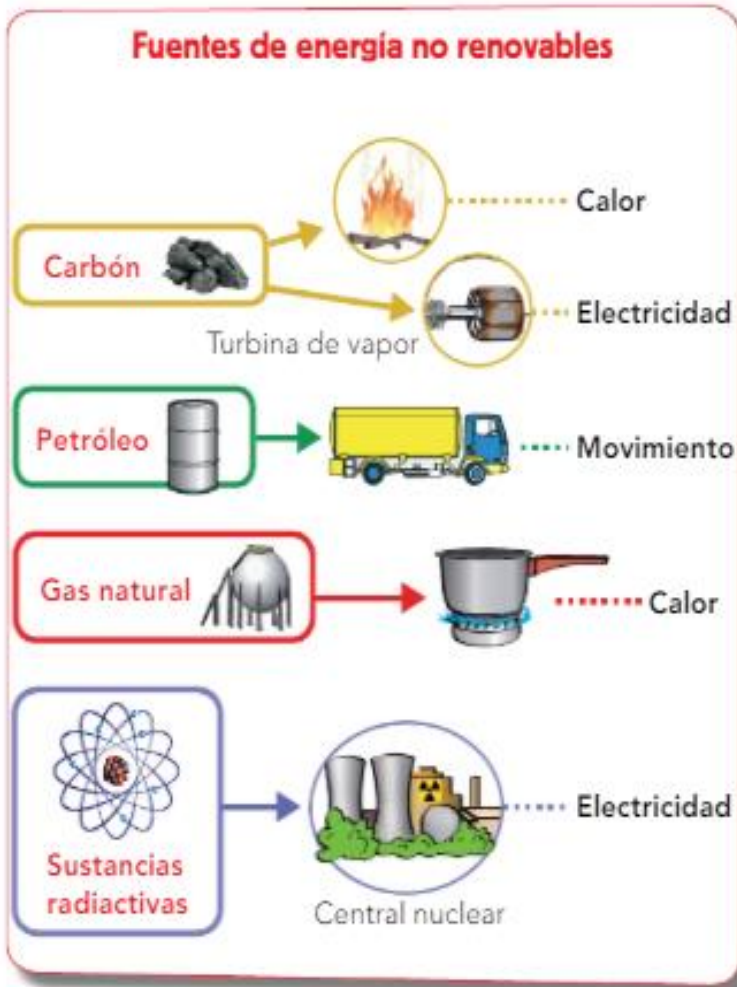 Fuentes de energía no renovables
Calor
Carbón
Electricidad
Turbina de vapor
Petróleo
Movimiento
Gas natural
Calor
Sustancias
radiactivas
Electricidad
Central nuclear